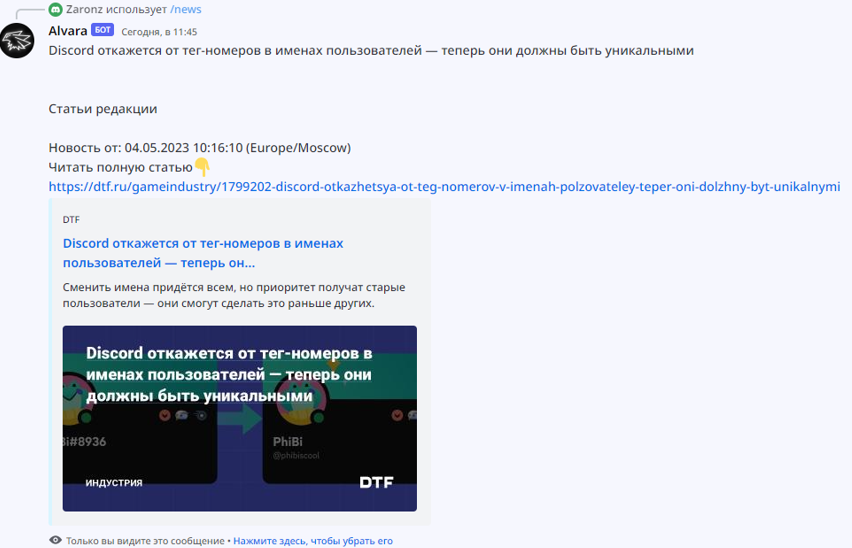 Zaronz использует /news
Alvara БОТ Сегодня, в 11:45
Discord откажется от тег-номеров в именах пользователей — теперь они должны быть уникальными
Статьи редакции
Новость от: 04.05.2023 10:16:10 (Europe/Moscow)
Читать полную статью👇
https://dtf.ru/gameindustry/1799202-discord-otkazhetsya-ot-teg-nomerov-v-imenah-polzovateley-teper-oni-dolzhny-byt-unikalnymi
DTF
Discord откажется от тег-номеров в именах
пользователей — теперь он...
Сменить имена придётся всем, но приоритет получат старые
пользователи — они смогут сделать это раньше других.
Discord откажется от тег-номеров в
именах пользователей — теперь они
должны быть уникальными
Bi#8936
PhiBi
@phibiscool
ИНДУСТРИЯ
DTF
Только вы видите это сообщение • Нажмите здесь, чтобы убрать его